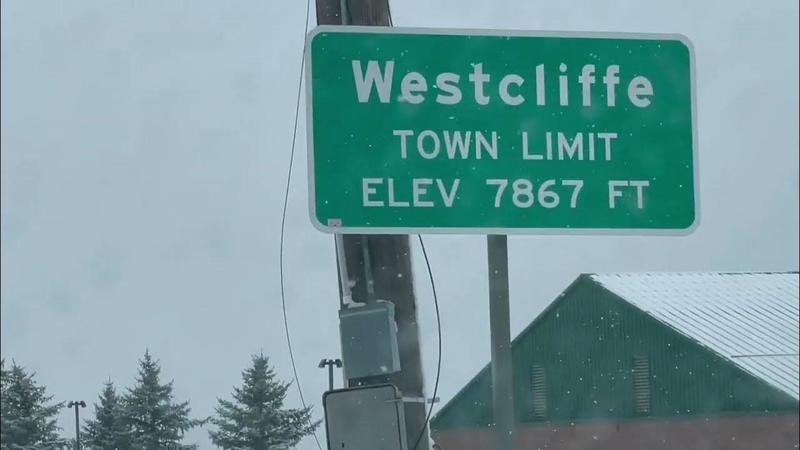 Westcliffe
TOWN LIMIT
ELEV 7867 FT